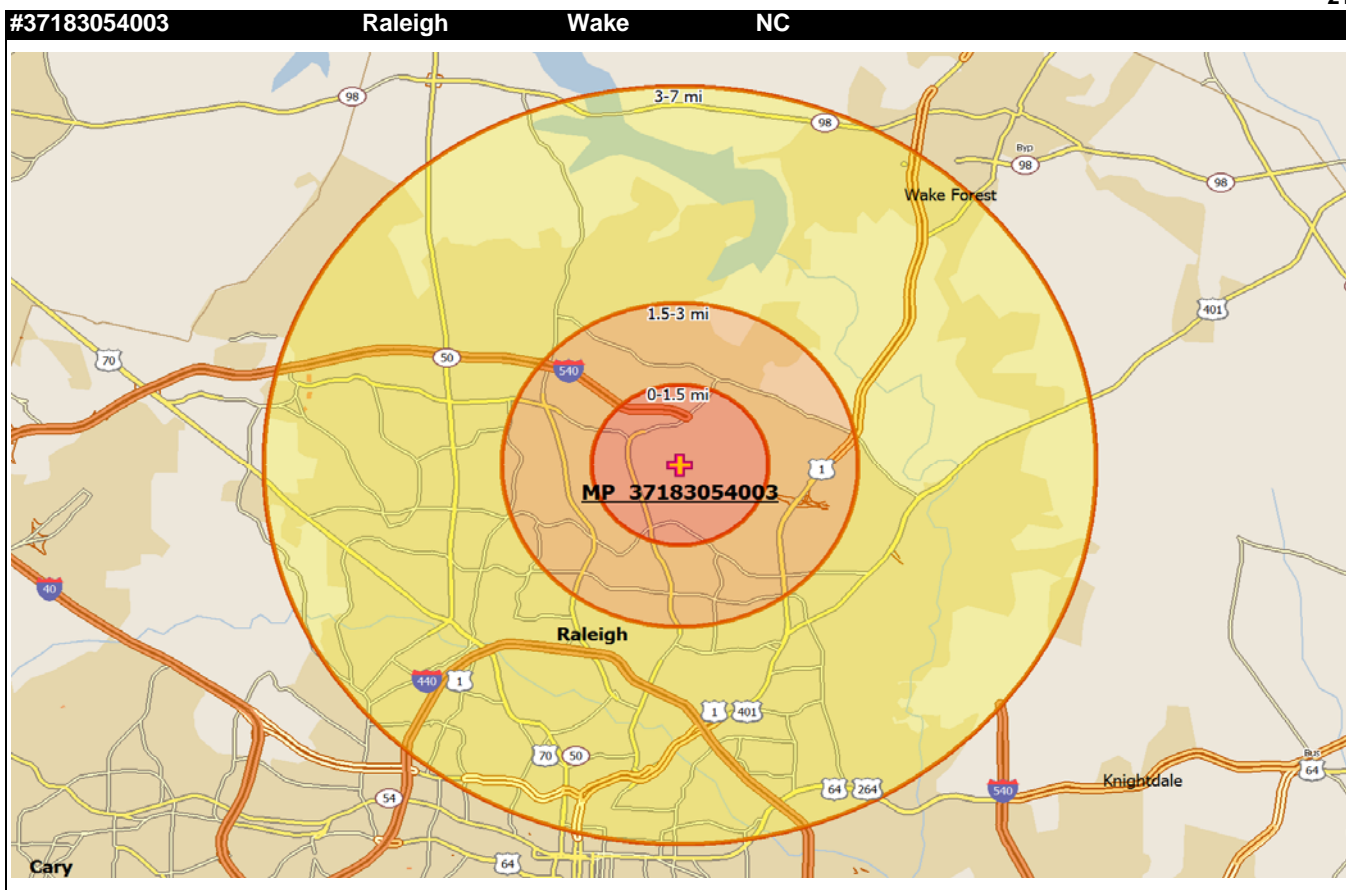 #37183054003 Raleigh Wake NC
3-7 mi
98
98
Byp
98
98
Wake Forest
401
1.5-3 mi
70
50
540
0-1.5 mi
1
MP 37183054003
40
Raleigh
440 1
1 401
70 50
64 264
540
Knightdale
Bus
64
54
64
Cary